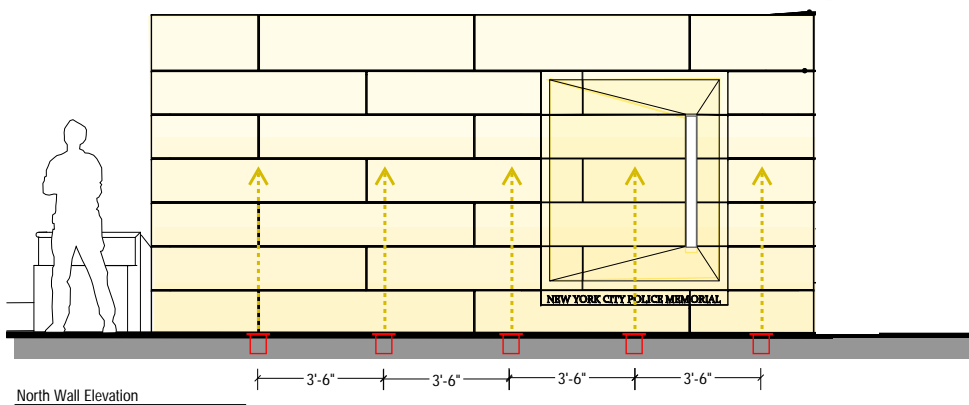 NEW YORK CITY POLICE MEMORIAL
3'-6" 3'-6" 3'-6" 3'-6"
North Wall Elevation